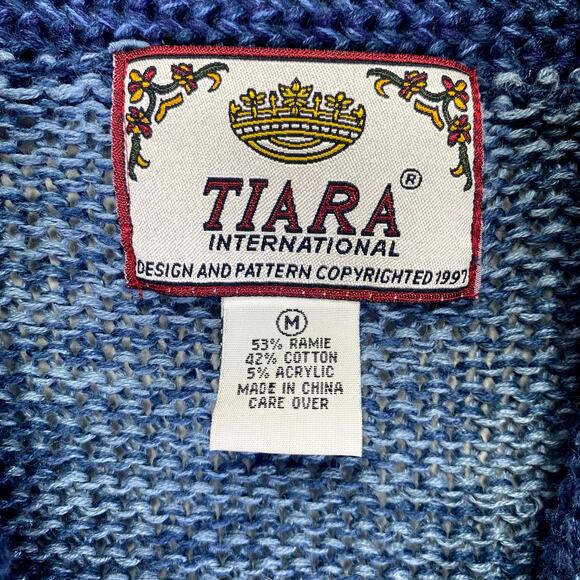 TIARA®
INTERNATIONAL
DESIGN AND PATTERN COPYRIGHTED 1997
M
53% RAMIE
42% COTTON
5% ACRYLIC
MADE IN CHINA
CARE OVER